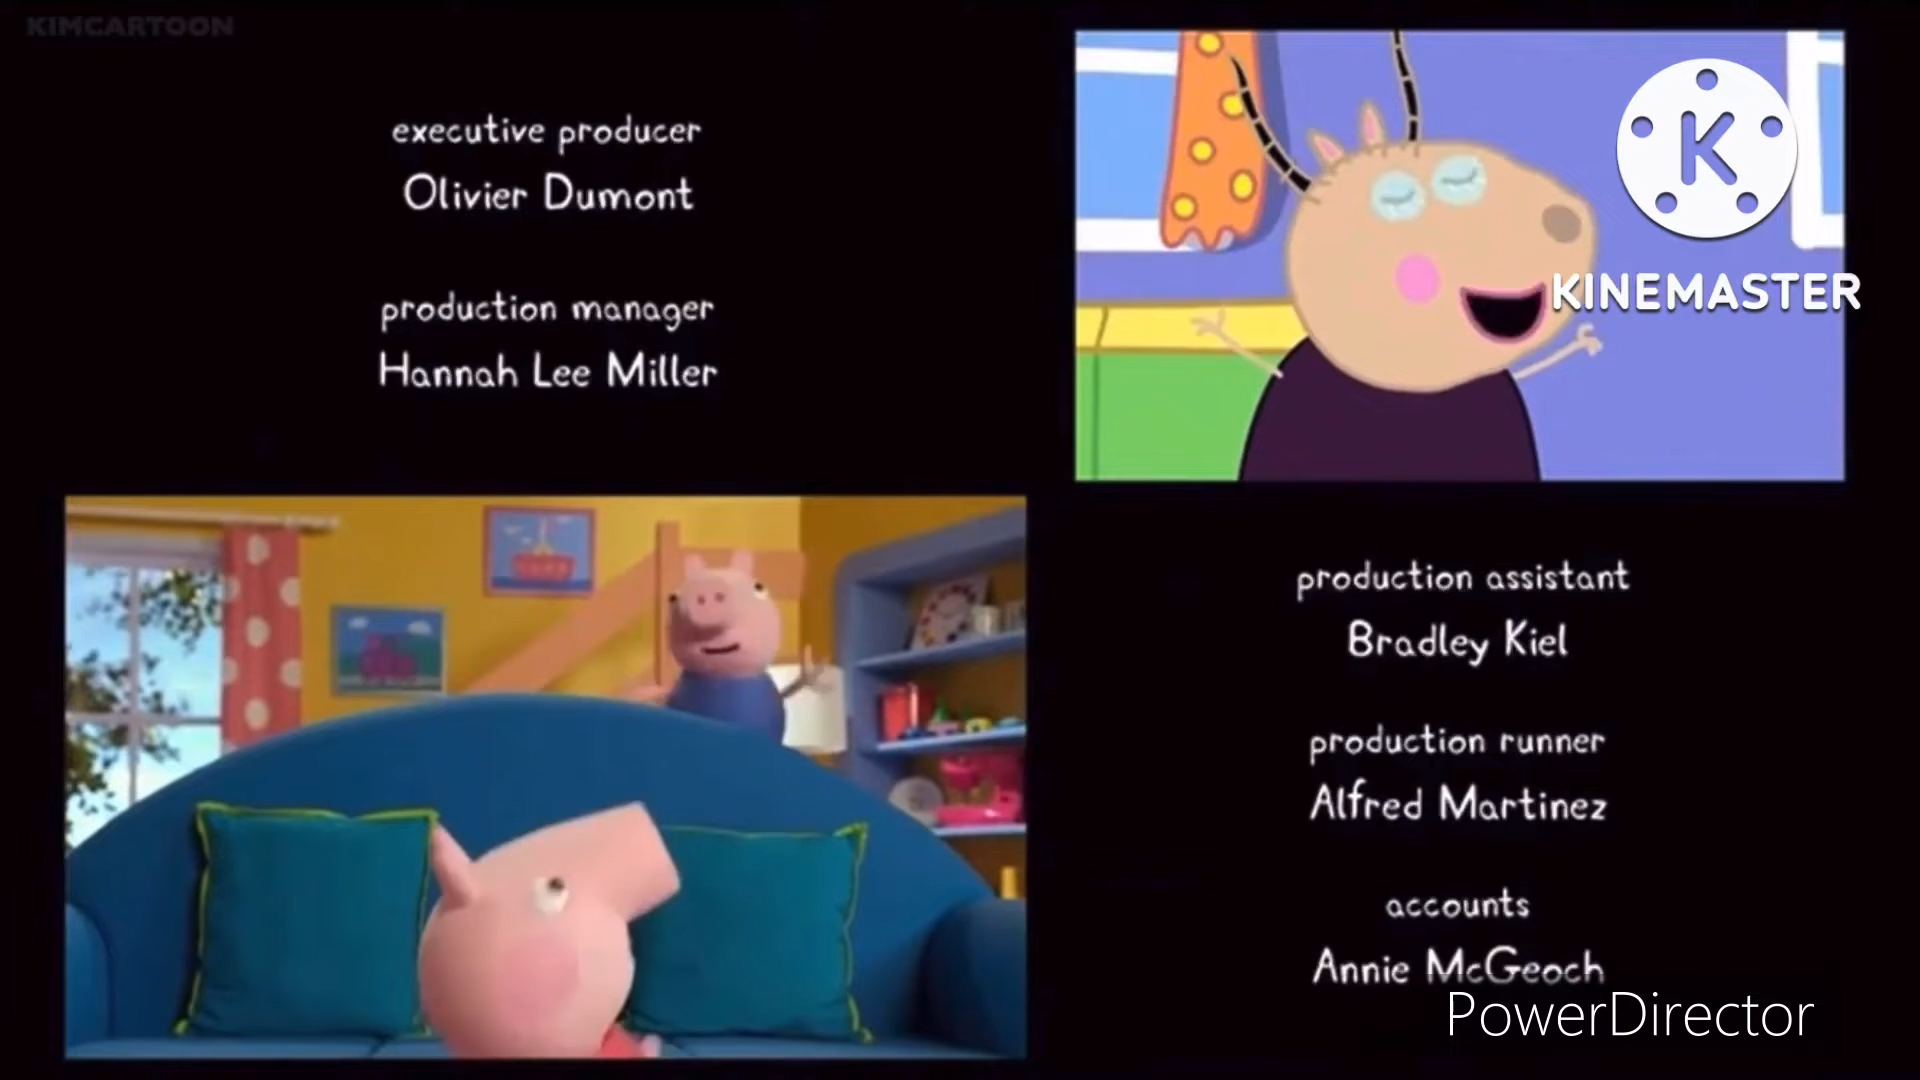 KIMCARTOON
executive producer
Olivier Dumont
production manager
Hannah Lee Miller
K
KINEMASTER
production assistant
Bradley Kiel
production runner
Alfred Martinez
accounts
Annie McGeoch
PowerDirector